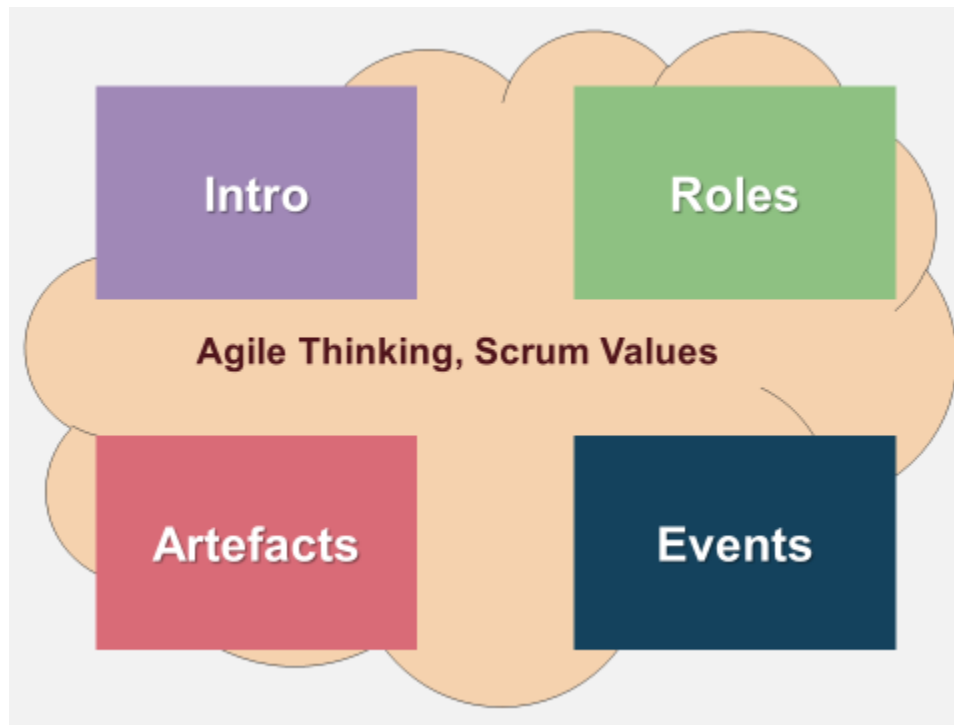 Intro
Roles
Agile Thinking, Scrum Values
Artefacts
Events